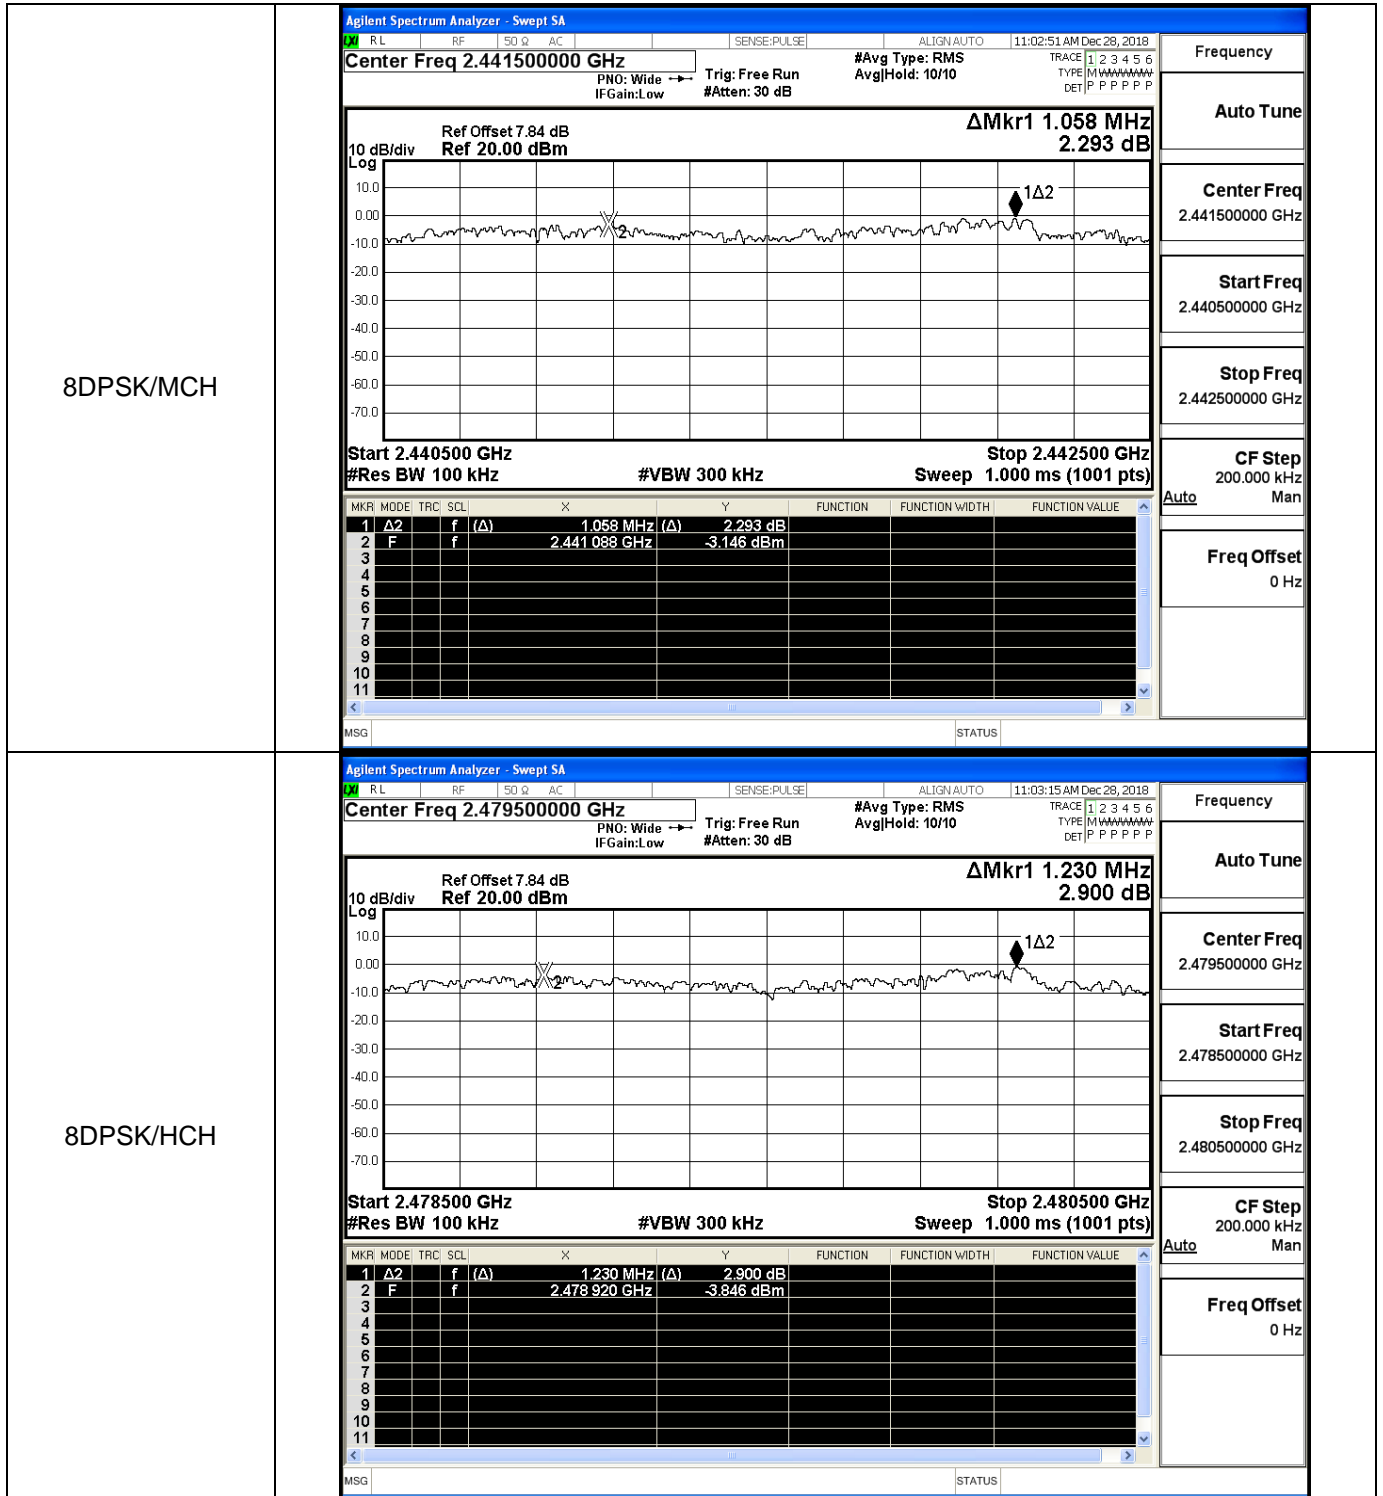 8DPSK/MCH
Agilent Spectrum Analyzer - Swept SA
LXI RL RF 50 Ω AC SENSE:PULSE ALIGN AUTO 11:02:51 AM Dec 28, 2018
Center Freq 2.441500000 GHz
PNO: Wide Trig: Free Run
IFGain:Low #Atten: 30 dB
#Avg Type: RMS
Avg|Hold: 10/10
TRACE 1 2 3 4 5 6
TYPE M WWWWW
DET P P P P P P
Frequency
Auto Tune
Center Freq
2.441500000 GHz
Start Freq
2.440500000 GHz
Stop Freq
2.442500000 GHz
CF Step
200.000 kHz
Auto Man
Freq Offset
0 Hz
ΔMkr1 1.058 MHz
2.293 dB
Ref Offset 7.84 dB
10 dB/div Ref 20.00 dBm
Log
10.0
0.00
-10.0
-20.0
-30.0
-40.0
-50.0
-60.0
-70.0
1Δ2
2
Start 2.440500 GHz Stop 2.442500 GHz
#Res BW 100 kHz #VBW 300 kHz Sweep 1.000 ms (1001 pts)
MKR MODE TRC SCL X Y FUNCTION FUNCTION WIDTH FUNCTION VALUE
1 Δ2 f (Δ) 1.058 MHz (Δ) 2.293 dB
2 F f 2.441 088 GHz -3.146 dBm
3
4
5
6
7
8
9
10
11
MSG STATUS
8DPSK/HCH
Agilent Spectrum Analyzer - Swept SA
LXI RL RF 50 Ω AC SENSE:PULSE ALIGN AUTO 11:03:15 AM Dec 28, 2018
Center Freq 2.479500000 GHz
PNO: Wide Trig: Free Run
IFGain:Low #Atten: 30 dB
#Avg Type: RMS
Avg|Hold: 10/10
TRACE 1 2 3 4 5 6
TYPE M WWWWW
DET P P P P P P
Frequency
Auto Tune
Center Freq
2.479500000 GHz
Start Freq
2.478500000 GHz
Stop Freq
2.480500000 GHz
CF Step
200.000 kHz
Auto Man
Freq Offset
0 Hz
ΔMkr1 1.230 MHz
2.900 dB
Ref Offset 7.84 dB
10 dB/div Ref 20.00 dBm
Log
10.0
0.00
-10.0
-20.0
-30.0
-40.0
-50.0
-60.0
-70.0
1Δ2
2
Start 2.478500 GHz Stop 2.480500 GHz
#Res BW 100 kHz #VBW 300 kHz Sweep 1.000 ms (1001 pts)
MKR MODE TRC SCL X Y FUNCTION FUNCTION WIDTH FUNCTION VALUE
1 Δ2 f (Δ) 1.230 MHz (Δ) 2.900 dB
2 F f 2.478 920 GHz -3.846 dBm
3
4
5
6
7
8
9
10
11
MSG STATUS